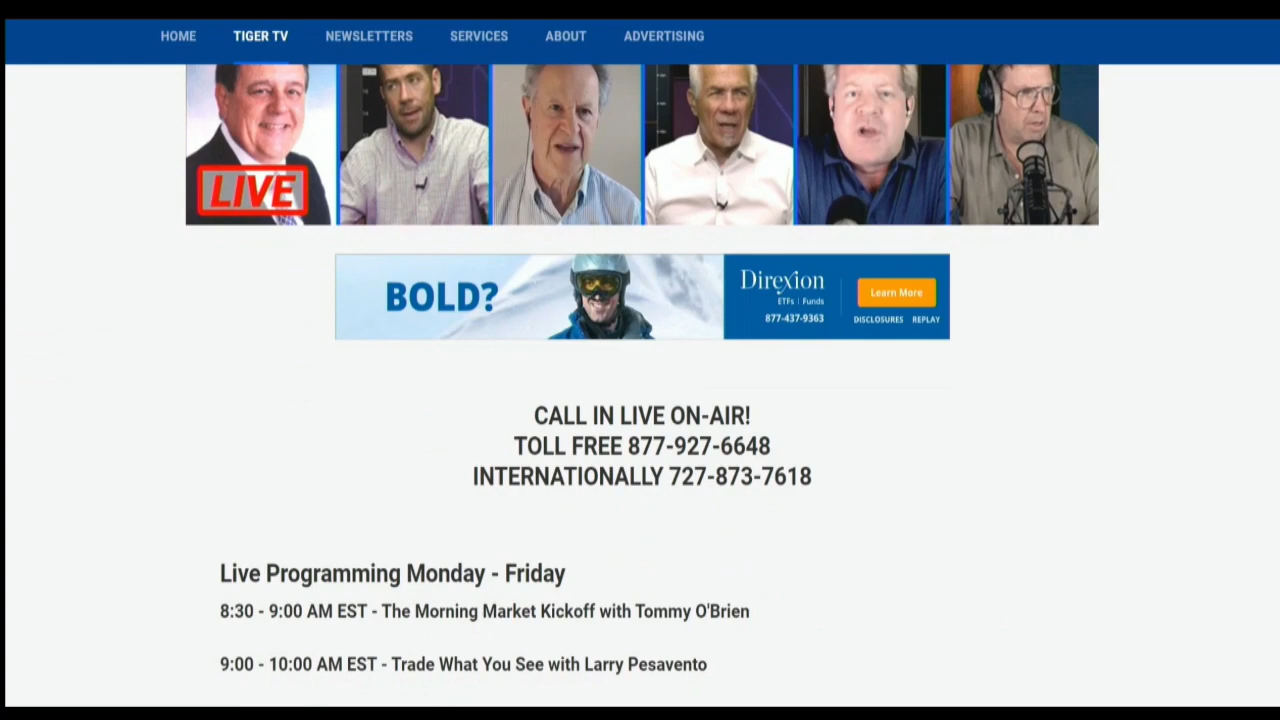 HOME TIGER TV NEWSLETTERS SERVICES ABOUT ADVERTISING
LIVE
BOLD?
Direxion
ETFs | Funds
877-437-9363
Learn More
DISCLOSURES REPLAY
CALL IN LIVE ON-AIR!
TOLL FREE 877-927-6648
INTERNATIONALLY 727-873-7618
Live Programming Monday - Friday
8:30 - 9:00 AM EST - The Morning Market Kickoff with Tommy O'Brien
9:00 - 10:00 AM EST - Trade What You See with Larry Pesavento